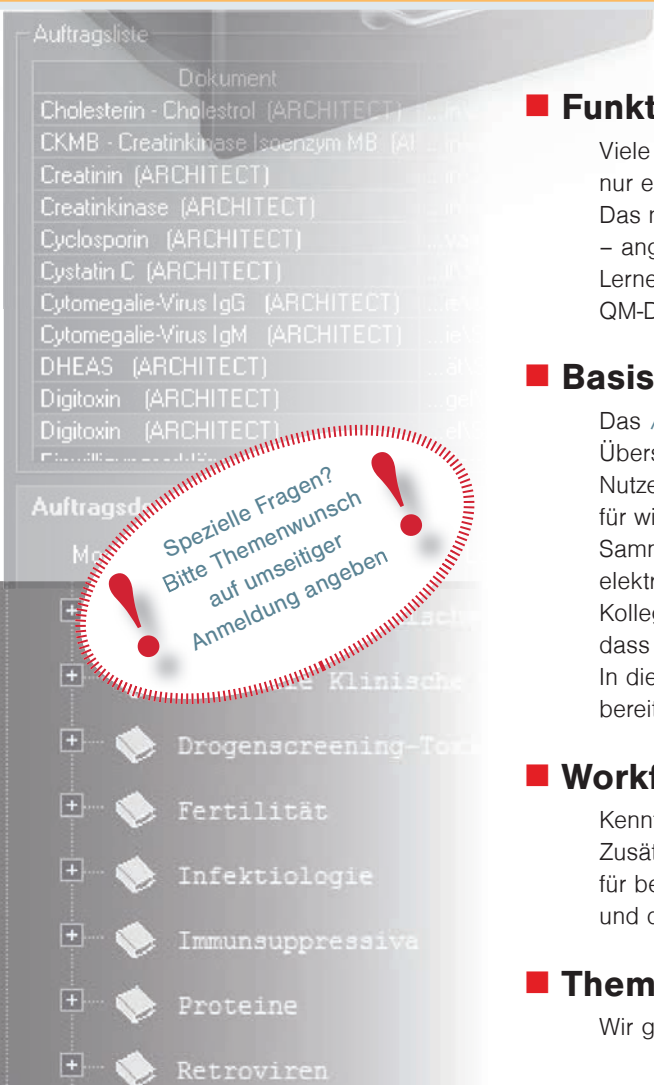 Auftragsliste
Dokument
Cholesterin - Cholestrol (ARCHITECT)
CKMB - Creatinkinase Isoenzym MB (A
Creatinin (ARCHITECT)
Creatinkinase (ARCHITECT)
Cyclosporin (ARCHITECT)
Cystatin C (ARCHITECT)
Cytomegalie-Virus IgG (ARCHITECT)
Cytomegalie-Virus IgM (ARCHITECT)
DHEAS (ARCHITECT)
Digitoxin (ARCHITECT)
Digitoxin (ARCHITECT)
Auftragsd
Spezielle Fragen?
Bitte Themenwunsch
auf umseitiger
Anmeldung angeben
Klinische
Drogenscreening-Tox
Fertilität
Infektiologie
Immunsuppressiva
Proteine
Retroviren
Funkt
Viele
nur e
Das r
– ang
Lerne
QM-D
Basis
Das
Übers
Nutze
für wi
Samm
elektr
Kolleg
dass
In die
bereit
Workf
Kennt
Zusät
für be
und d
Them
Wir g